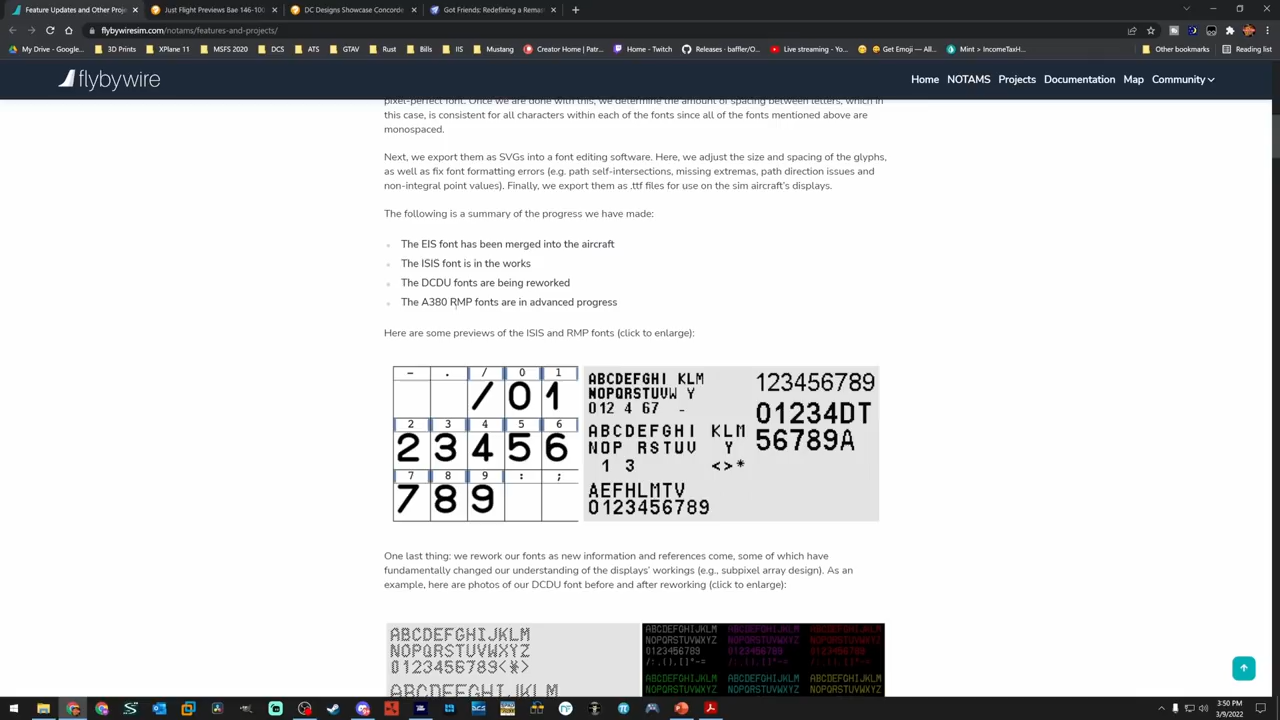 Feature Updates and Other Proje
Just Flight Previews Bae 146-100
DC Designs Showcase Concorde
Got Friends: Redefining a Remar
flybywiresim.com/notams/features-and-projects/
My Drive - Google...
3D Prints
XPlane 11
MSFS 2020
DCS
ATS
GTAV
Rust
Bills
Mustang
Creator Home | Patr...
Home - Twitch
Releases · baffler/O...
Live streaming - Yo...
Get Emoji — All...
Mint > IncomeTaxH...
Other bookmarks
Reading list
flybywire
Home NOTAMS Projects Documentation Map Community
pixel-perfect font. Once we are done with this, we determine the amount of spacing between letters, which in
this case, is consistent for all characters within each of the fonts since all of the fonts mentioned above are
monospaced.
Next, we export them as SVGs into a font editing software. Here, we adjust the size and spacing of the glyphs,
as well as fix font formatting errors (e.g. path self-intersections, missing extremas, path direction issues and
non-integral point values). Finally, we export them as .ttf files for use on the sim aircraft's displays.
The following is a summary of the progress we have made:
The EIS font has been merged into the aircraft
The ISIS font is in the works
The DCDU fonts are being reworked
The A380 RMP fonts are in advanced progress
Here are some previews of the ISIS and RMP fonts (click to enlarge):
- . / 0 1
/ 0 1
2 3 4 5 6
2 3 4 5 6
7 8 9 : ;
7 8 9
ABCDEFGHI KLM
NOPQRSTUVW Y
012 4 67 -
ABCDEFGHI KLM
NOP RSTUV Y
1 3 <>*
AEFHLMTV
0123456789
123456789
01234DT
56789A
One last thing: we rework our fonts as new information and references come, some of which have
fundamentally changed our understanding of the displays' workings (e.g., subpixel array design). As an
example, here are photos of our DCDU font before and after reworking (click to enlarge):
ABCDEFGHIJKLM
NOPQRSTUVWXYZ
0123456789<*>
ABCDEFGHIJKLM
ABCDEFGHIJKLM ABCDEFGHIJKLM ABCDEFGHIJKLM
NOPQRSTUVWXYZ NOPQRSTUVWXYZ NOPQRSTUVWXYZ
0123456789 0123456789 0123456789
/:.().[]°-= /:.().[]°-= /:.().[]°-=
ABCDEFGHIJKLM ABCDEFGHIJKLM ABCDEFGHIJKLM
NOPQRSTUVWXYZ NOPQRSTUVWXYZ NOPQRSTUVWXYZ
3:50 PM
3/9/2022